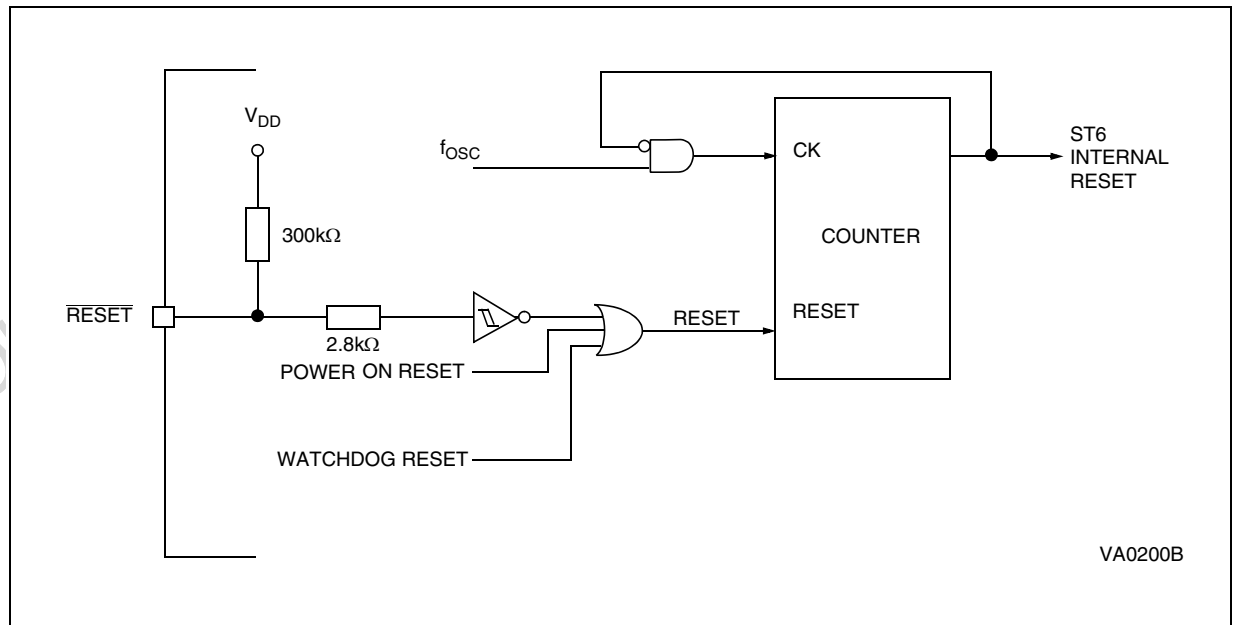 V_DD
f_OSC
CK
ST6
INTERNAL
RESET
300kΩ
COUNTER
RESET
2.8kΩ
RESET
RESET
POWER ON RESET
WATCHDOG RESET
VA0200B